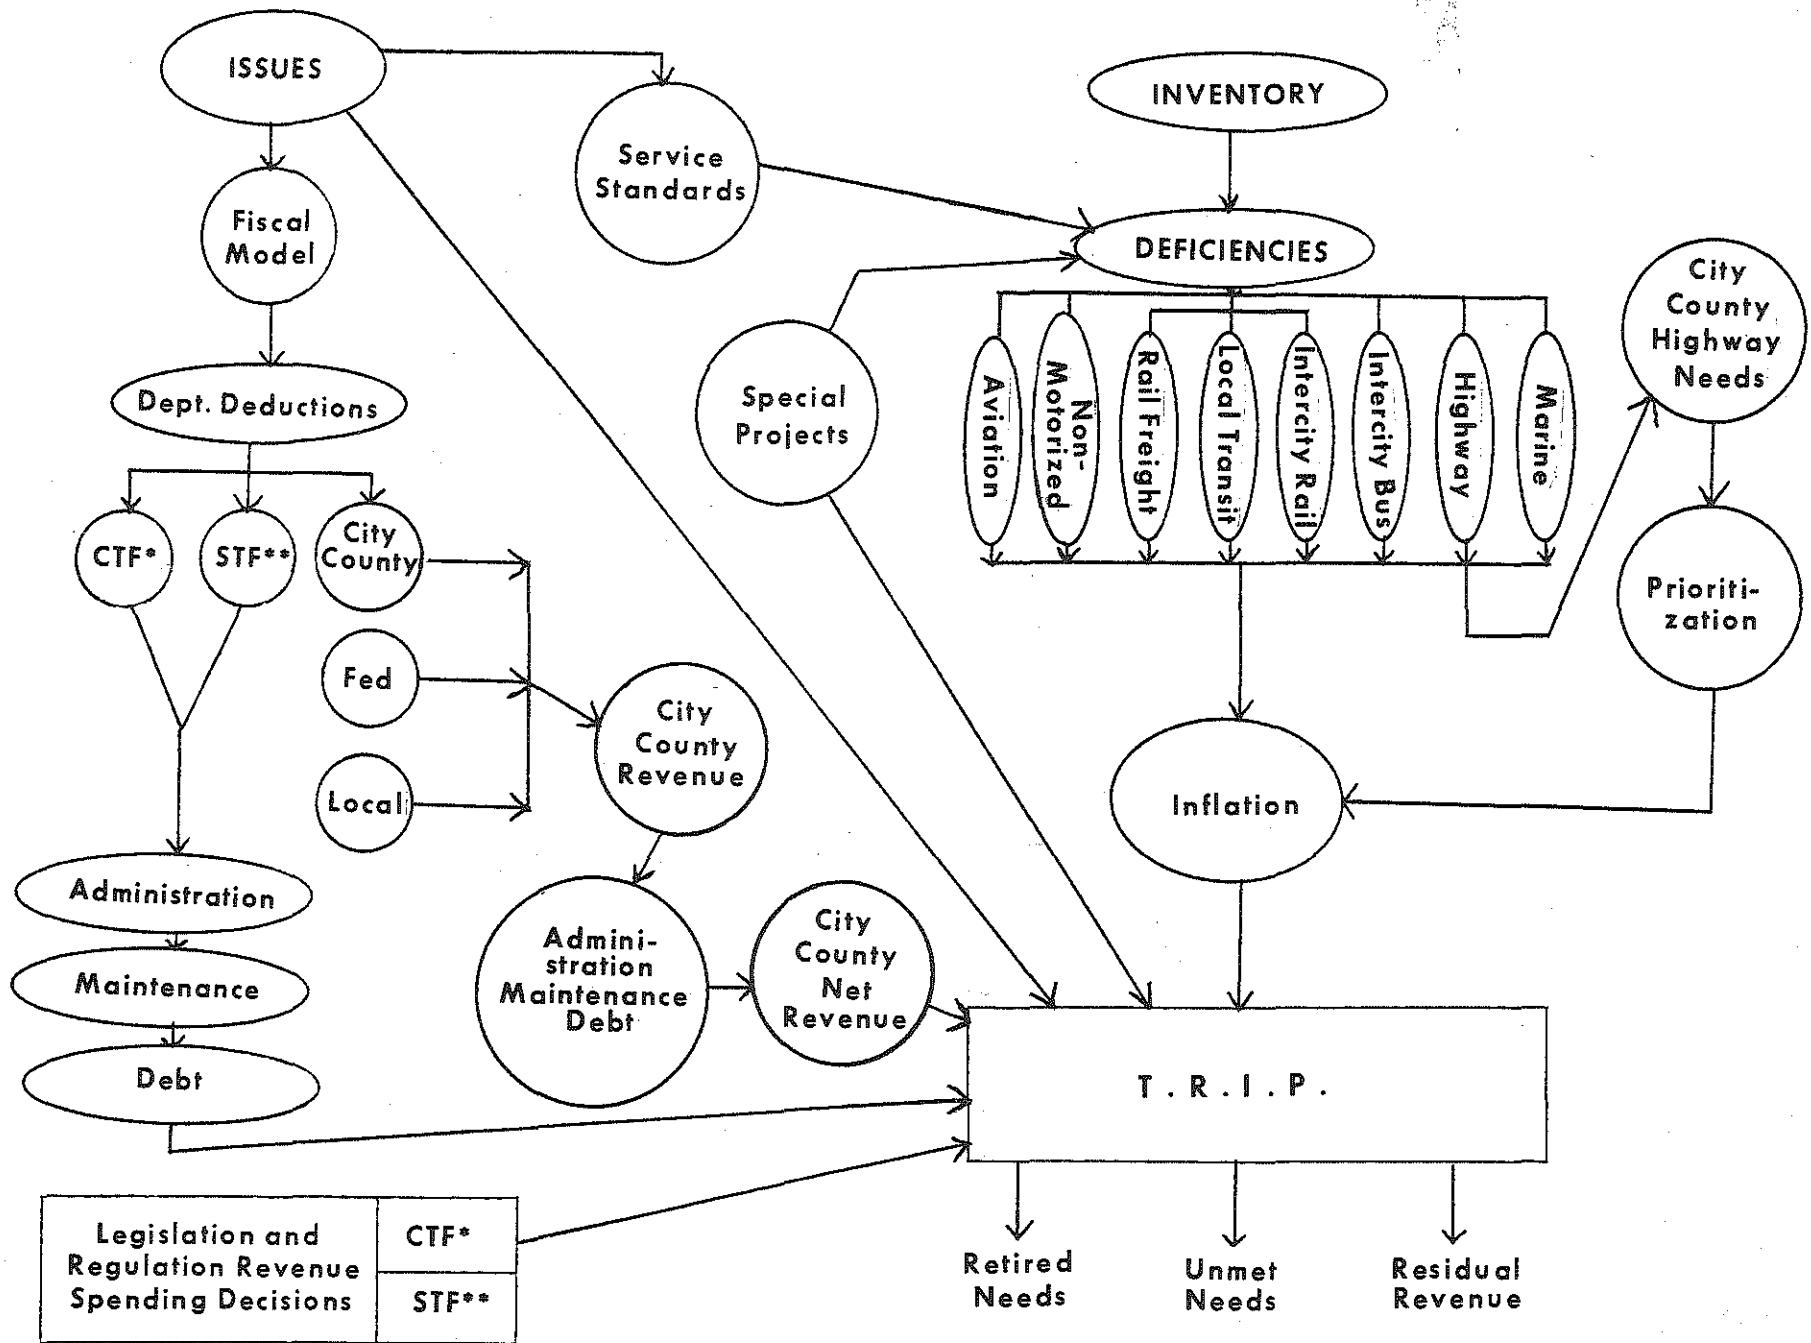 ISSUES
INVENTORY
Service
Standards
Fiscal
Model
DEFICIENCIES
City
County
Highway
Needs
Dept. Deductions
Special
Projects
Aviation
Non-
Motorized
Rail Freight
Local Transit
Intercity Rail
Intercity Bus
Highway
Marine
CTF*
STF**
City
County
Prioriti-
zation
Fed
City
County
Revenue
Local
Inflation
Administration
Maintenance
Debt
Admini-
stration
Maintenance
Debt
City
County
Net
Revenue
T.R.I.P.
Legislation and
Regulation Revenue
Spending Decisions
CTF*
STF**
Retired
Needs
Unmet
Needs
Residual
Revenue